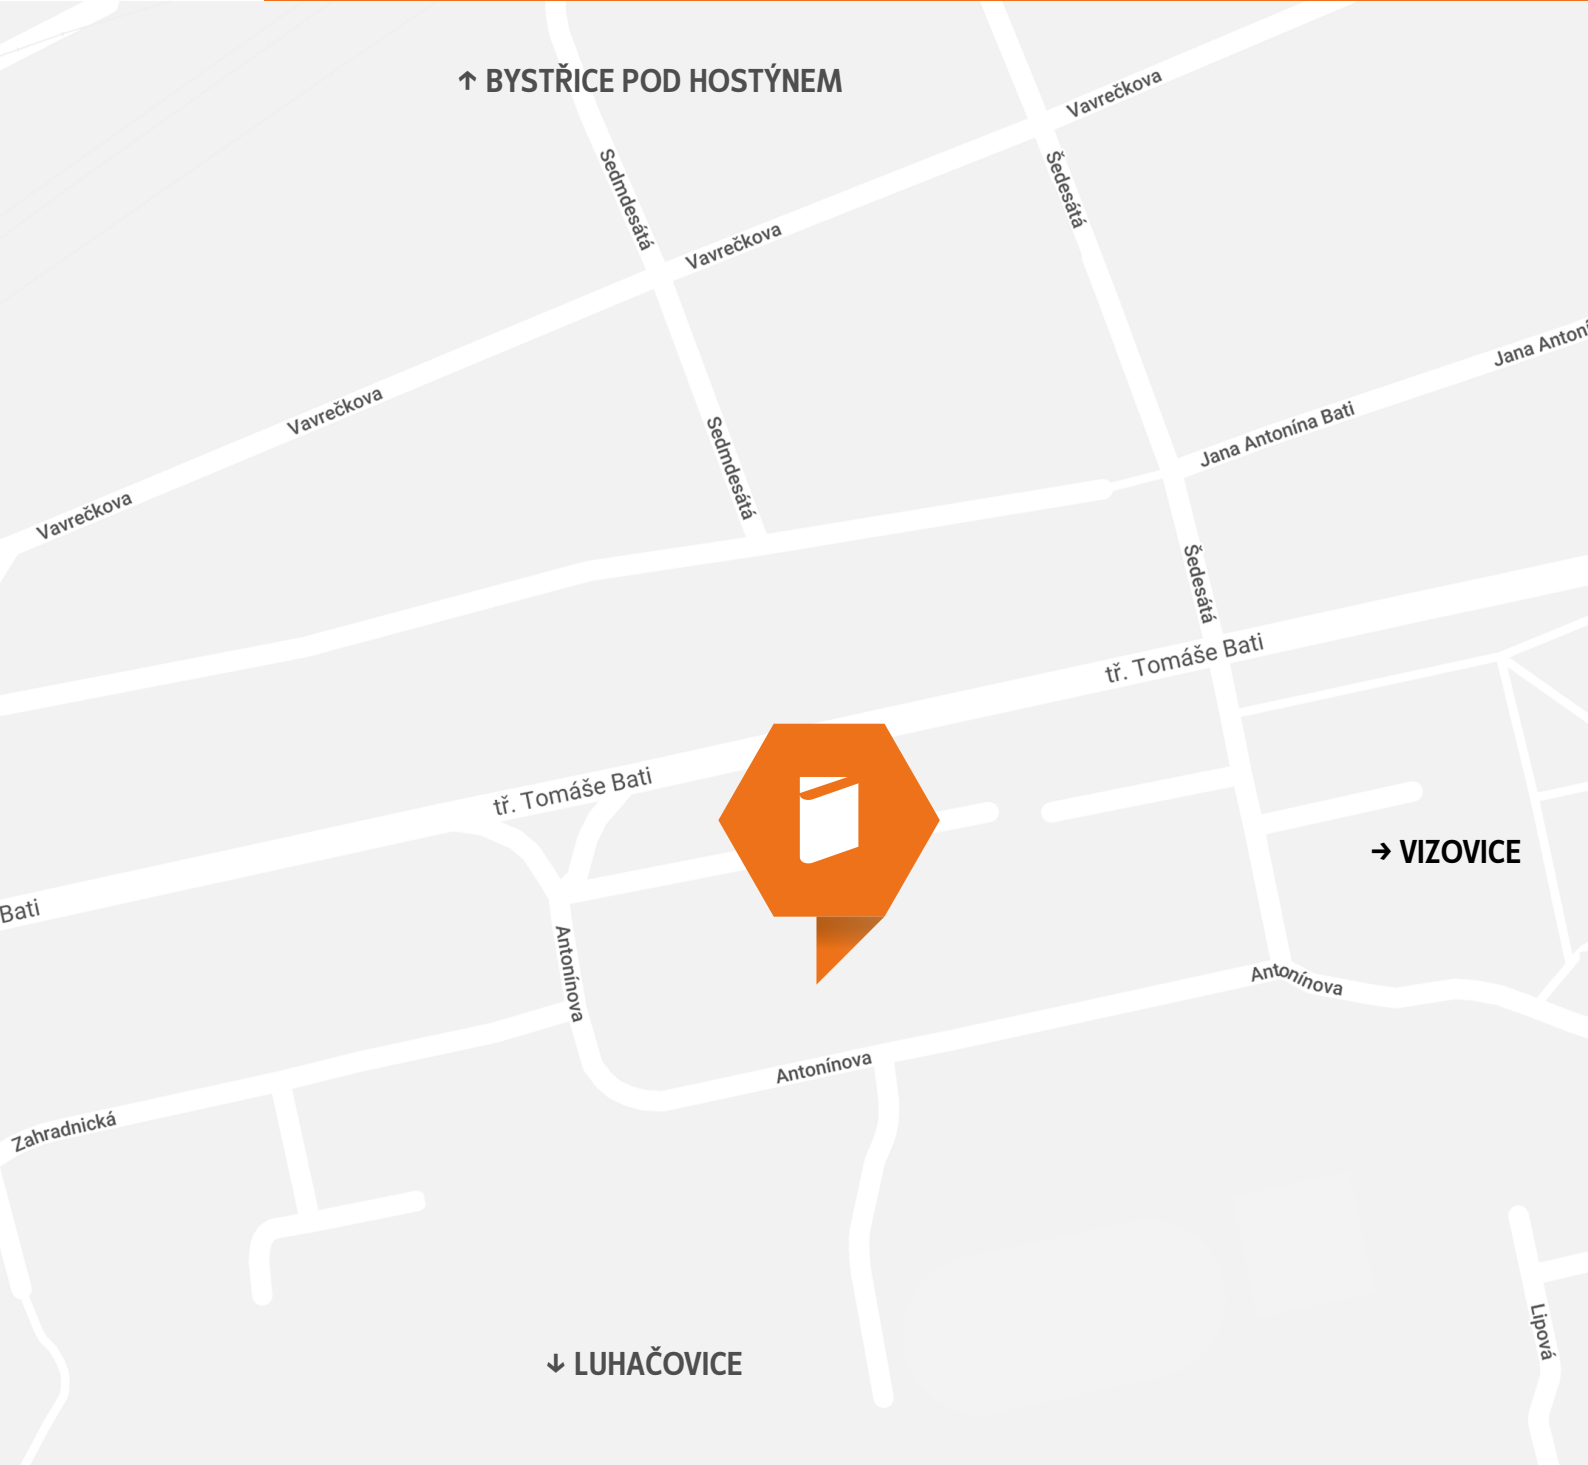 ↑ BYSTŘICE POD HOSTÝNEM
Vavrečkova
Sedmdesátá
Šedesátá
Vavrečkova
Jana Antoní
Vavrečkova
Jana Antonína Bati
Sedmdesátá
Vavrečkova
Šedesátá
tř. Tomáše Bati
tř. Tomáše Bati
→ VIZOVICE
Bati
Antonínova
Antonínova
Antonínova
Zahradnická
Lipová
↓ LUHAČOVICE